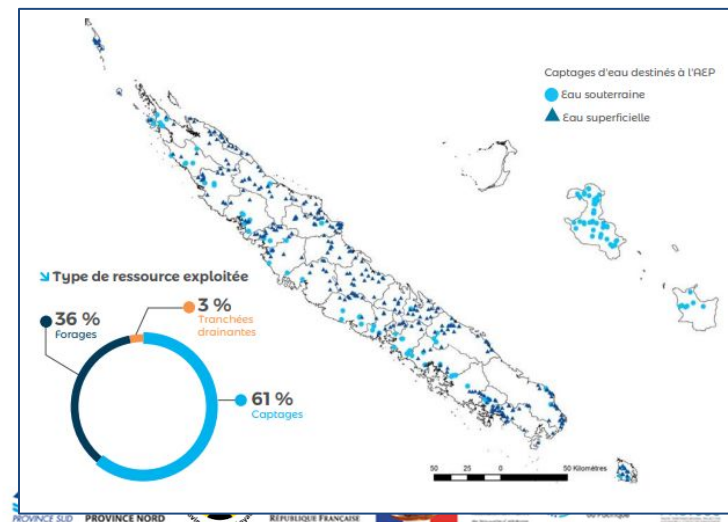 Captages d'eau destinés à l'AEP
Eau souterraine
Eau superficielle
Type de ressource exploitée
3 %
Tranchées
drainantes
36 %
Forages
61 %
Captages
50 25 0 50 Kilomètres
PROVINCE SUD
PROVINCE NORD
RÉPUBLIQUE FRANÇAISE